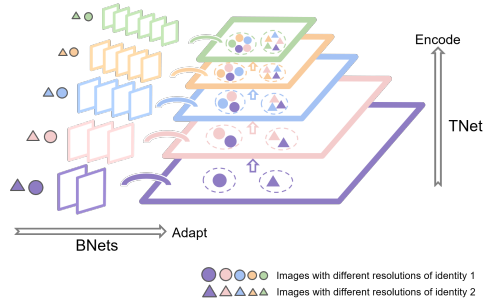 Encode
TNet
Adapt
BNets
Images with different resolutions of identity 1
Images with different resolutions of identity 2